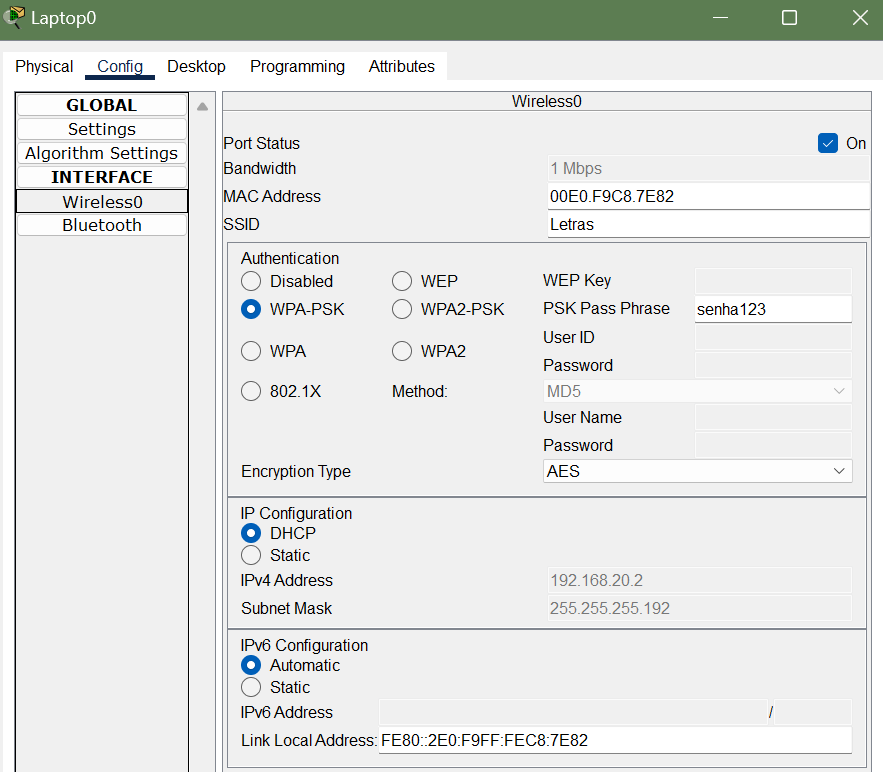 Laptop0
Physical Config Desktop Programming Attributes
GLOBAL
Settings
Algorithm Settings
INTERFACE
Wireless0
Bluetooth
Wireless0
Port Status On
Bandwidth 1 Mbps
MAC Address 00E0.F9C8.7E82
SSID Letras
Authentication
Disabled WEP WEP Key
WPA-PSK WPA2-PSK PSK Pass Phrase senha123
User ID
WPA WPA2
Password
802.1X Method: MD5
User Name
Password
Encryption Type AES
IP Configuration
DHCP
Static
IPv4 Address 192.168.20.2
Subnet Mask 255.255.255.192
IPv6 Configuration
Automatic
Static
IPv6 Address /
Link Local Address: FE80::2E0:F9FF:FEC8:7E82